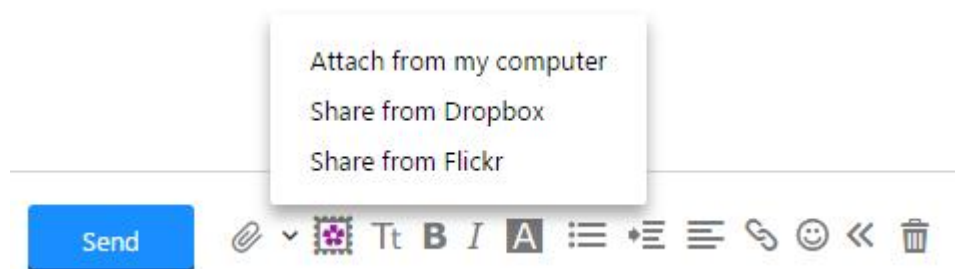 Attach from my computer
Share from Dropbox
Share from Flickr
Send Tt B I A